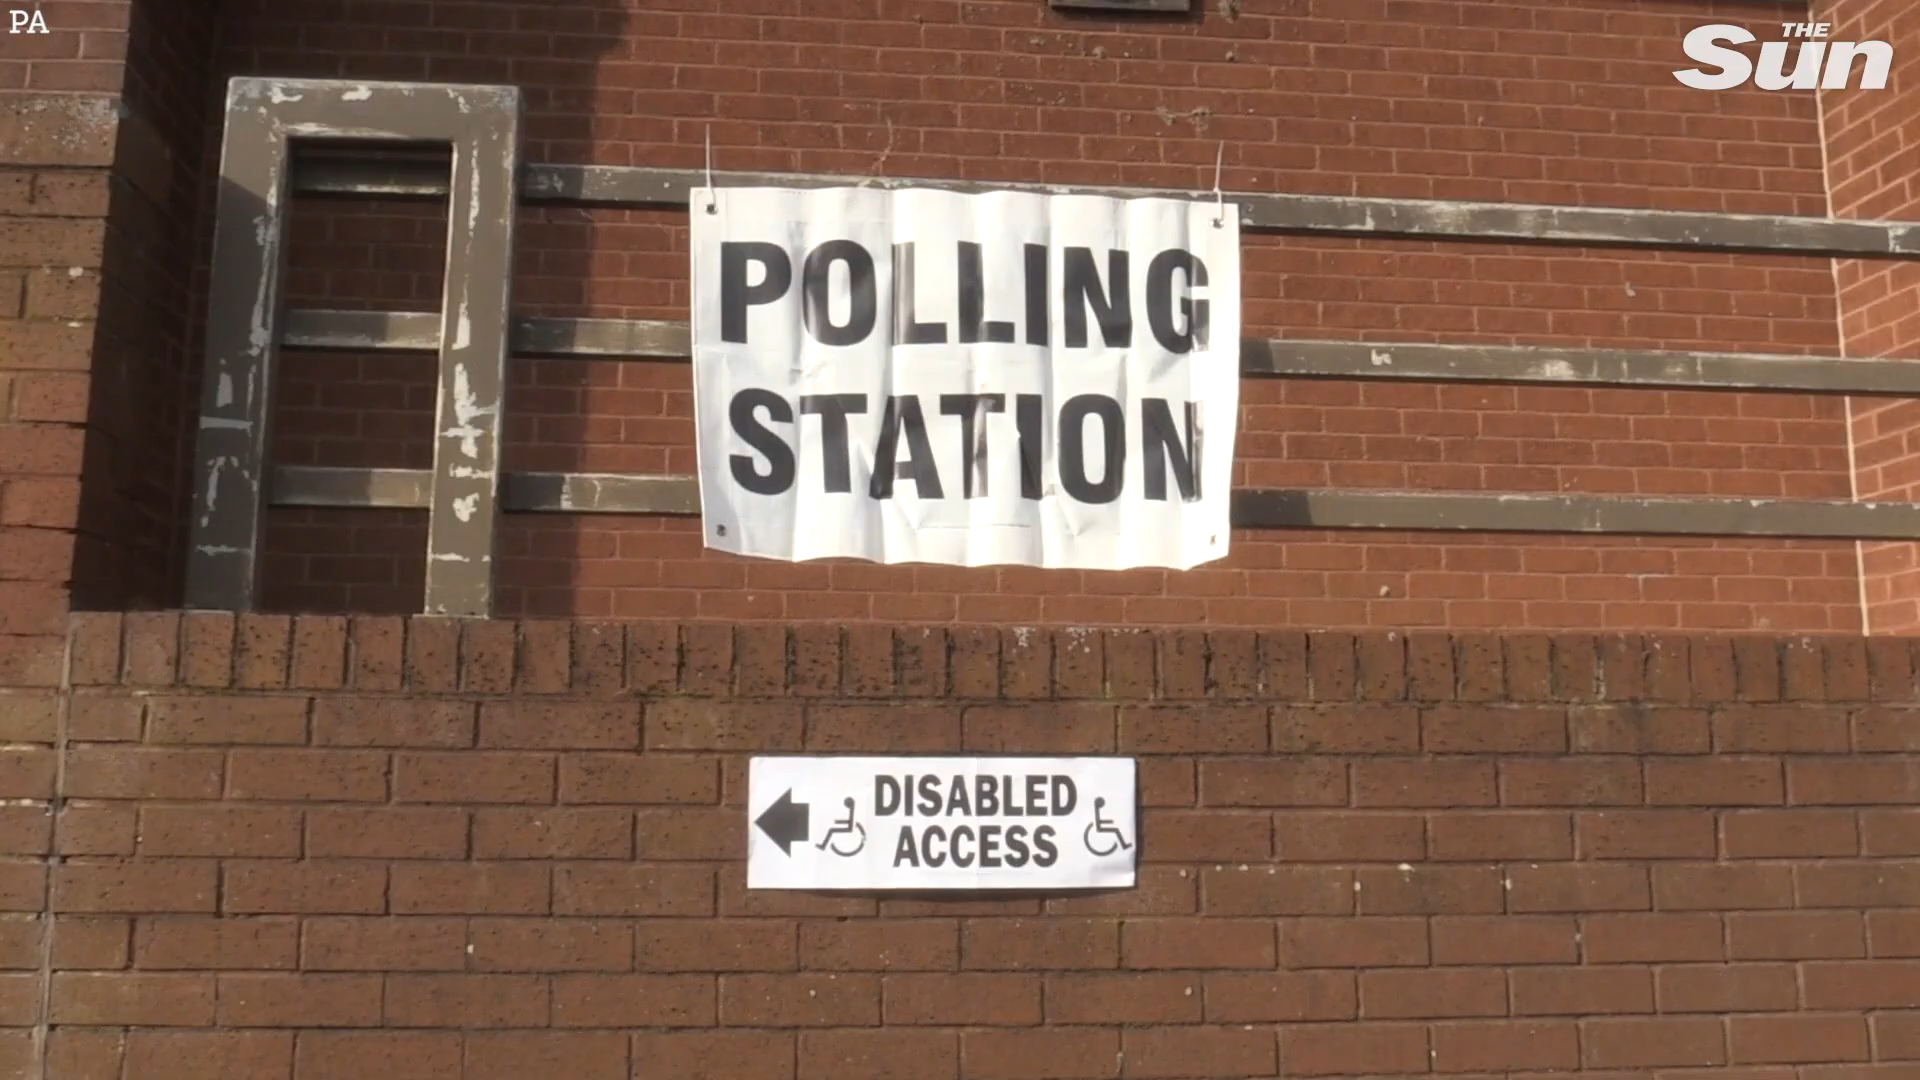 PA
THE
Sun
POLLING
STATION
DISABLED
ACCESS